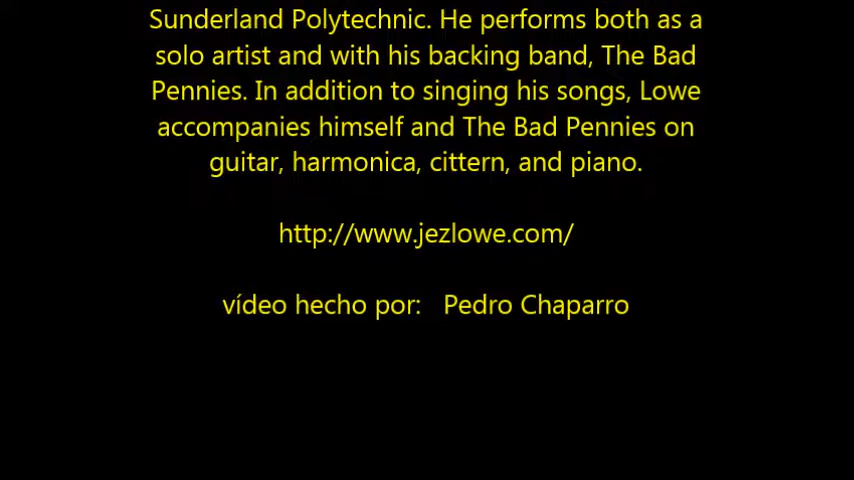 Sunderland Polytechnic. He performs both as a
solo artist and with his backing band, The Bad
Pennies. In addition to singing his songs, Lowe
accompanies himself and The Bad Pennies on
guitar, harmonica, cittern, and piano.
http://www.jezlowe.com/
vídeo hecho por: Pedro Chaparro